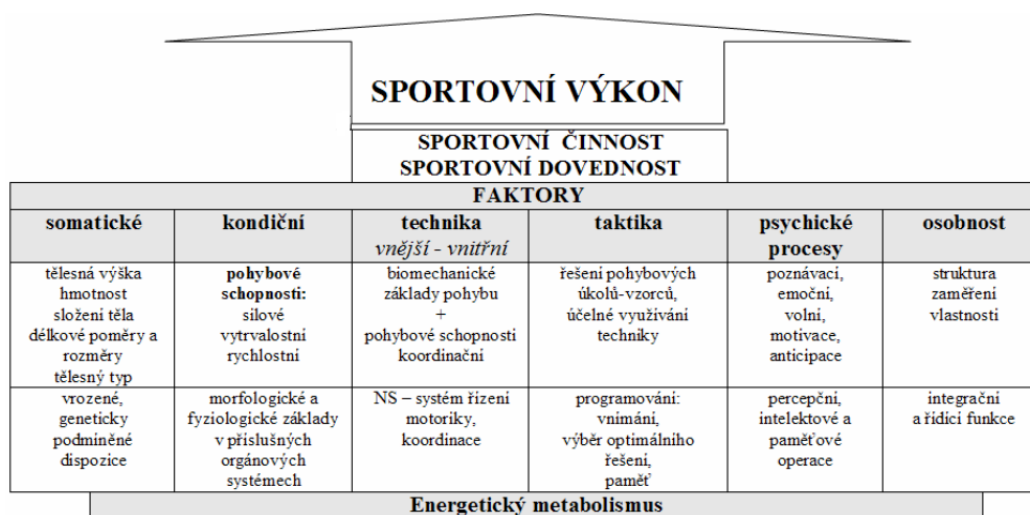 SPORTOVNÍ VÝKON
SPORTOVNÍ ČINNOST
SPORTOVNÍ DOVEDNOST
FAKTORY
somatické
kondiční
technika
vnější - vnitřní
taktika
psychické
procesy
osobnost
tělesná výška
hmotnost
složení těla
délkové poměry a
rozměry
tělesný typ
pohybové
schopnosti:
silové
vytrvalostní
rychlostní
biomechanické
základy pohybu
+
pohybové schopnosti
koordinační
řešení pohybových
úkolů-vzorců,
účelné využívání
techniky
poznávací,
emoční,
volní,
motivace,
anticipace
struktura
zaměření
vlastnosti
vrozené,
geneticky
podmíněné
dispozice
morfologické a
fyziologické základy
v příslušných
orgánových
systémech
NS – systém řízení
motoriky,
koordinace
programování:
vnímání,
výběr optimálního
řešení,
paměť
percepční,
intelektové a
paměťové
operace
integrační
a řídící funkce
Energetický metabolismus